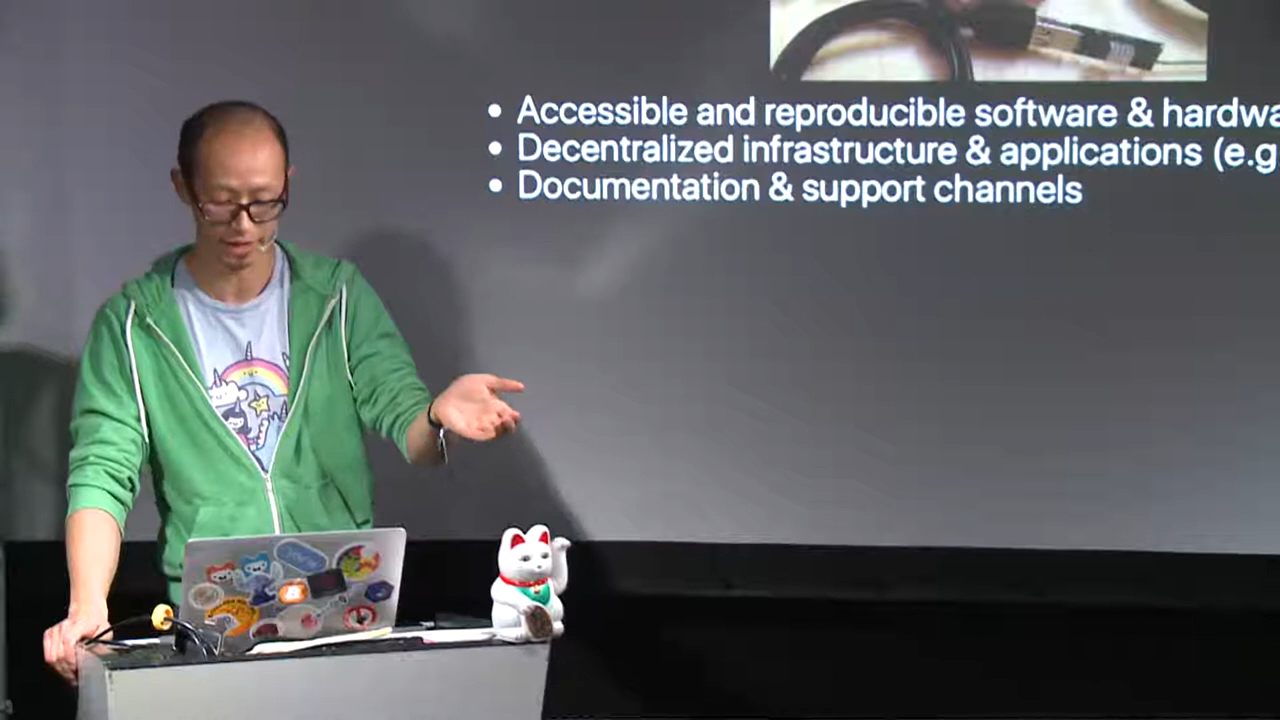 • Accessible and reproducible software & hardwa
• Decentralized infrastructure & applications (e.g
• Documentation & support channels